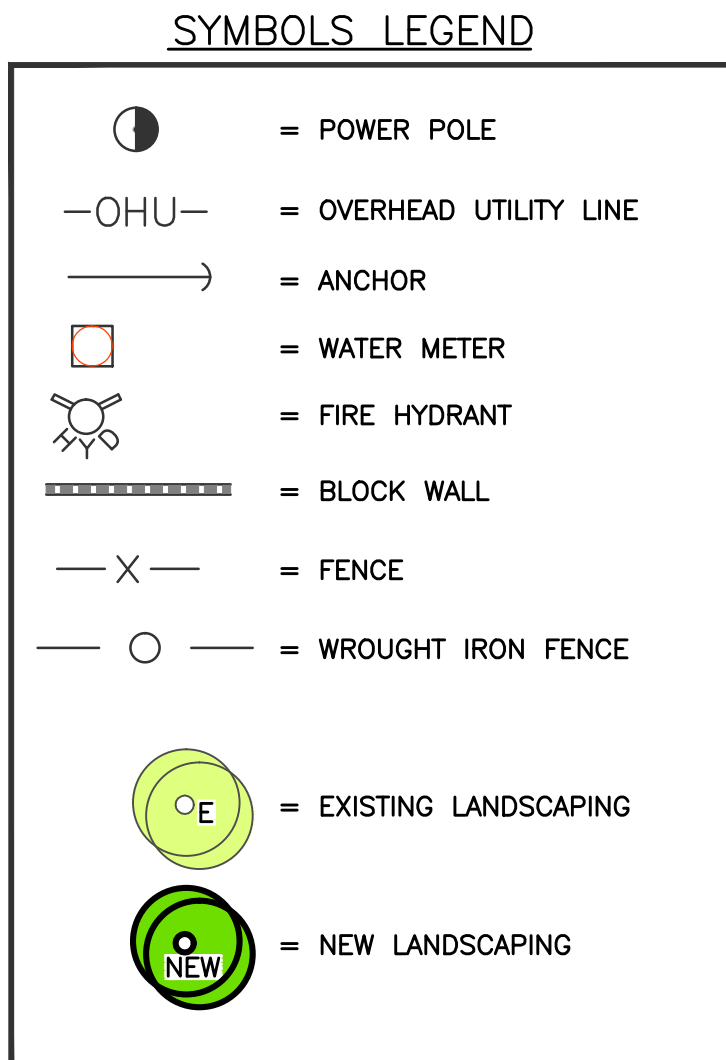 SYMBOLS LEGEND
= POWER POLE
-OHU- = OVERHEAD UTILITY LINE
= ANCHOR
= WATER METER
HYD = FIRE HYDRANT
= BLOCK WALL
— X — = FENCE
= WROUGHT IRON FENCE
E = EXISTING LANDSCAPING
NEW = NEW LANDSCAPING